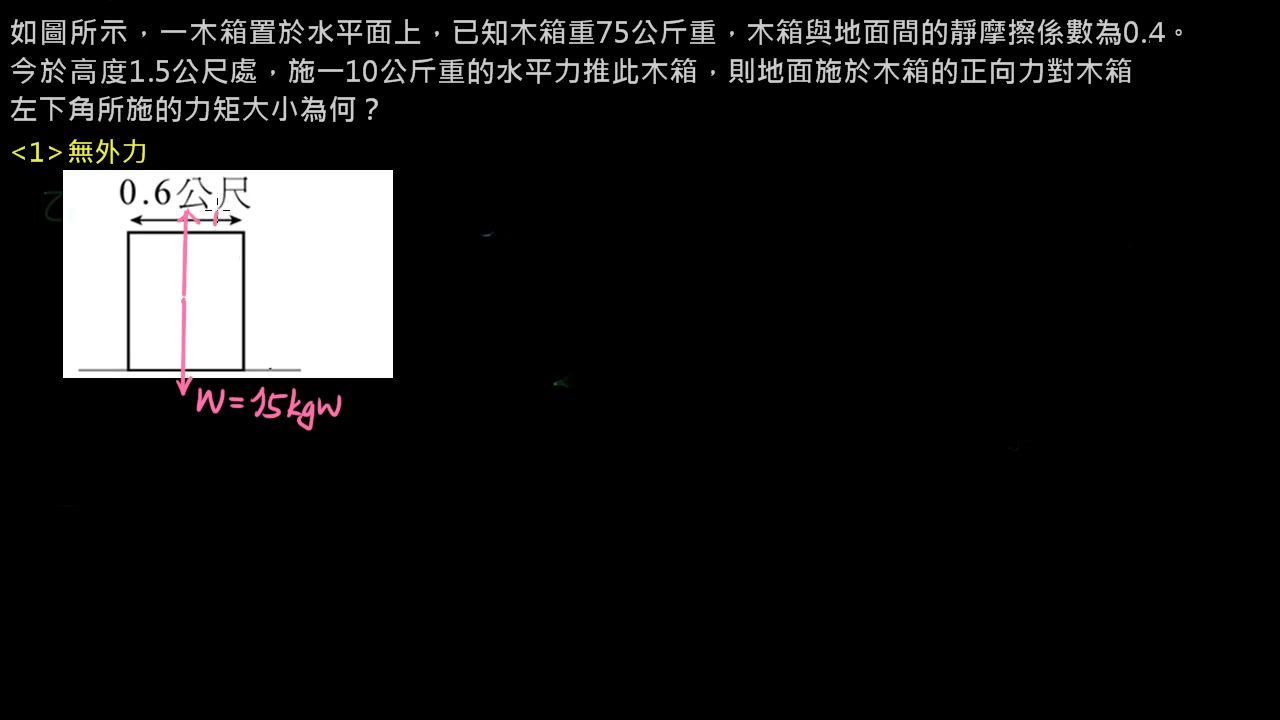 如圖所示，一木箱置於水平面上，已知木箱重75公斤重，木箱與地面間的靜摩擦係數為0.4。
今於高度1.5公尺處，施一10公斤重的水平力推此木箱，則地面施於木箱的正向力對木箱
左下角所施的力矩大小為何？
<1>無外力
0.6公尺
W=15kgw